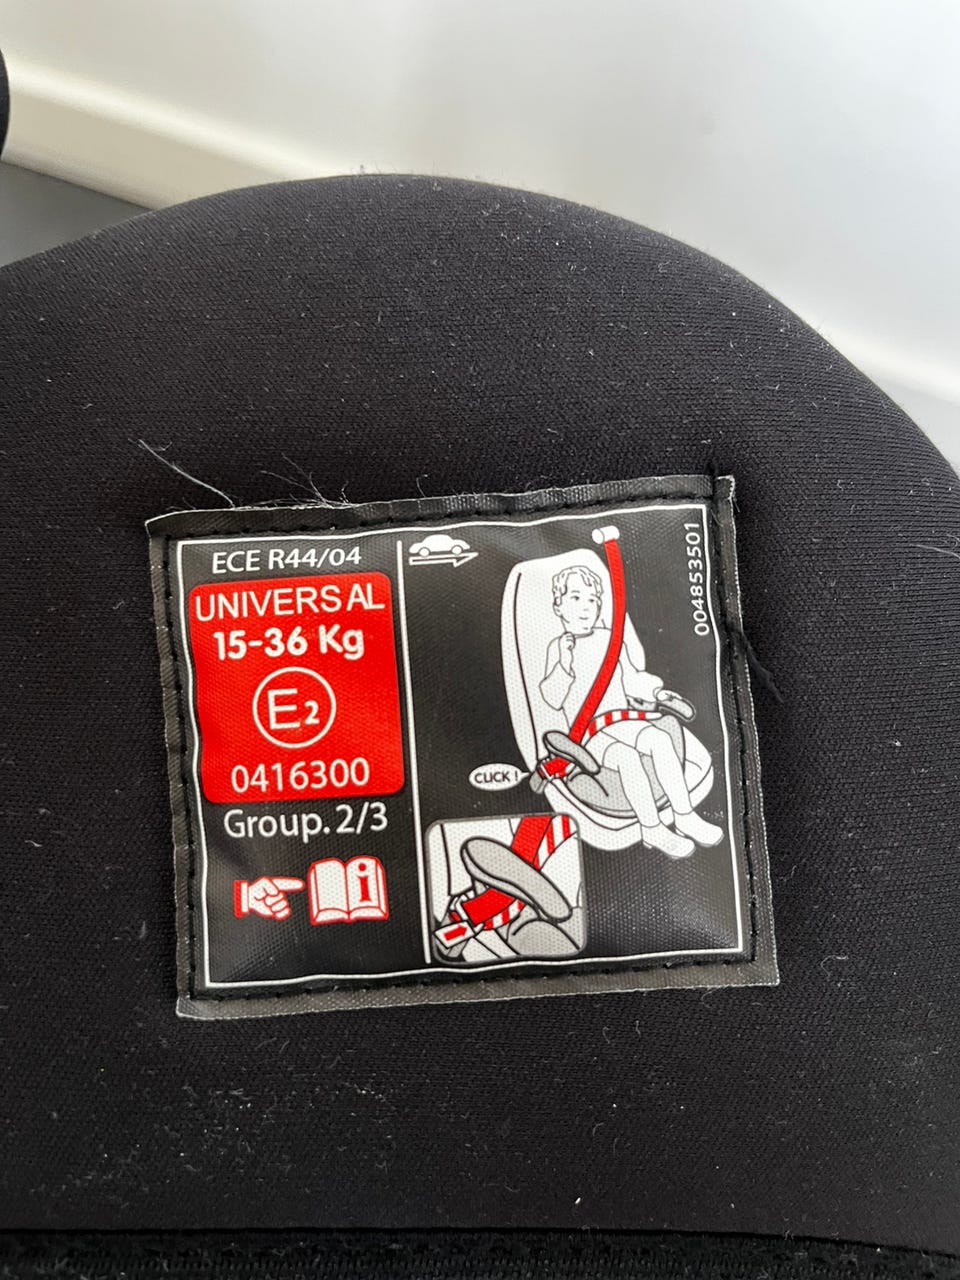 ECE R44/04
UNIVERSAL
15-36 Kg
E2
0416300
Group. 2/3
i
CLICK !
004853501